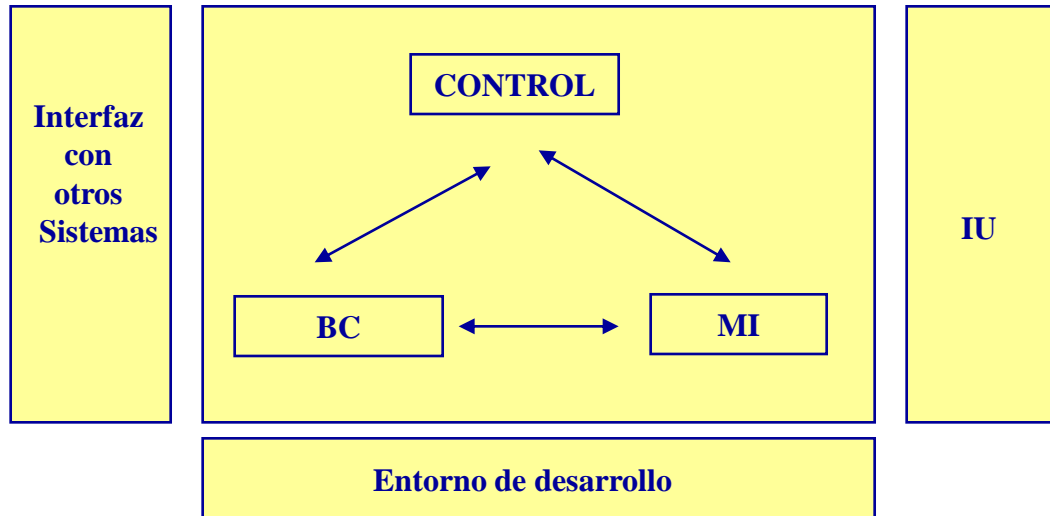 Interfaz
con
otros
Sistemas
CONTROL
BC
MI
IU
Entorno de desarrollo